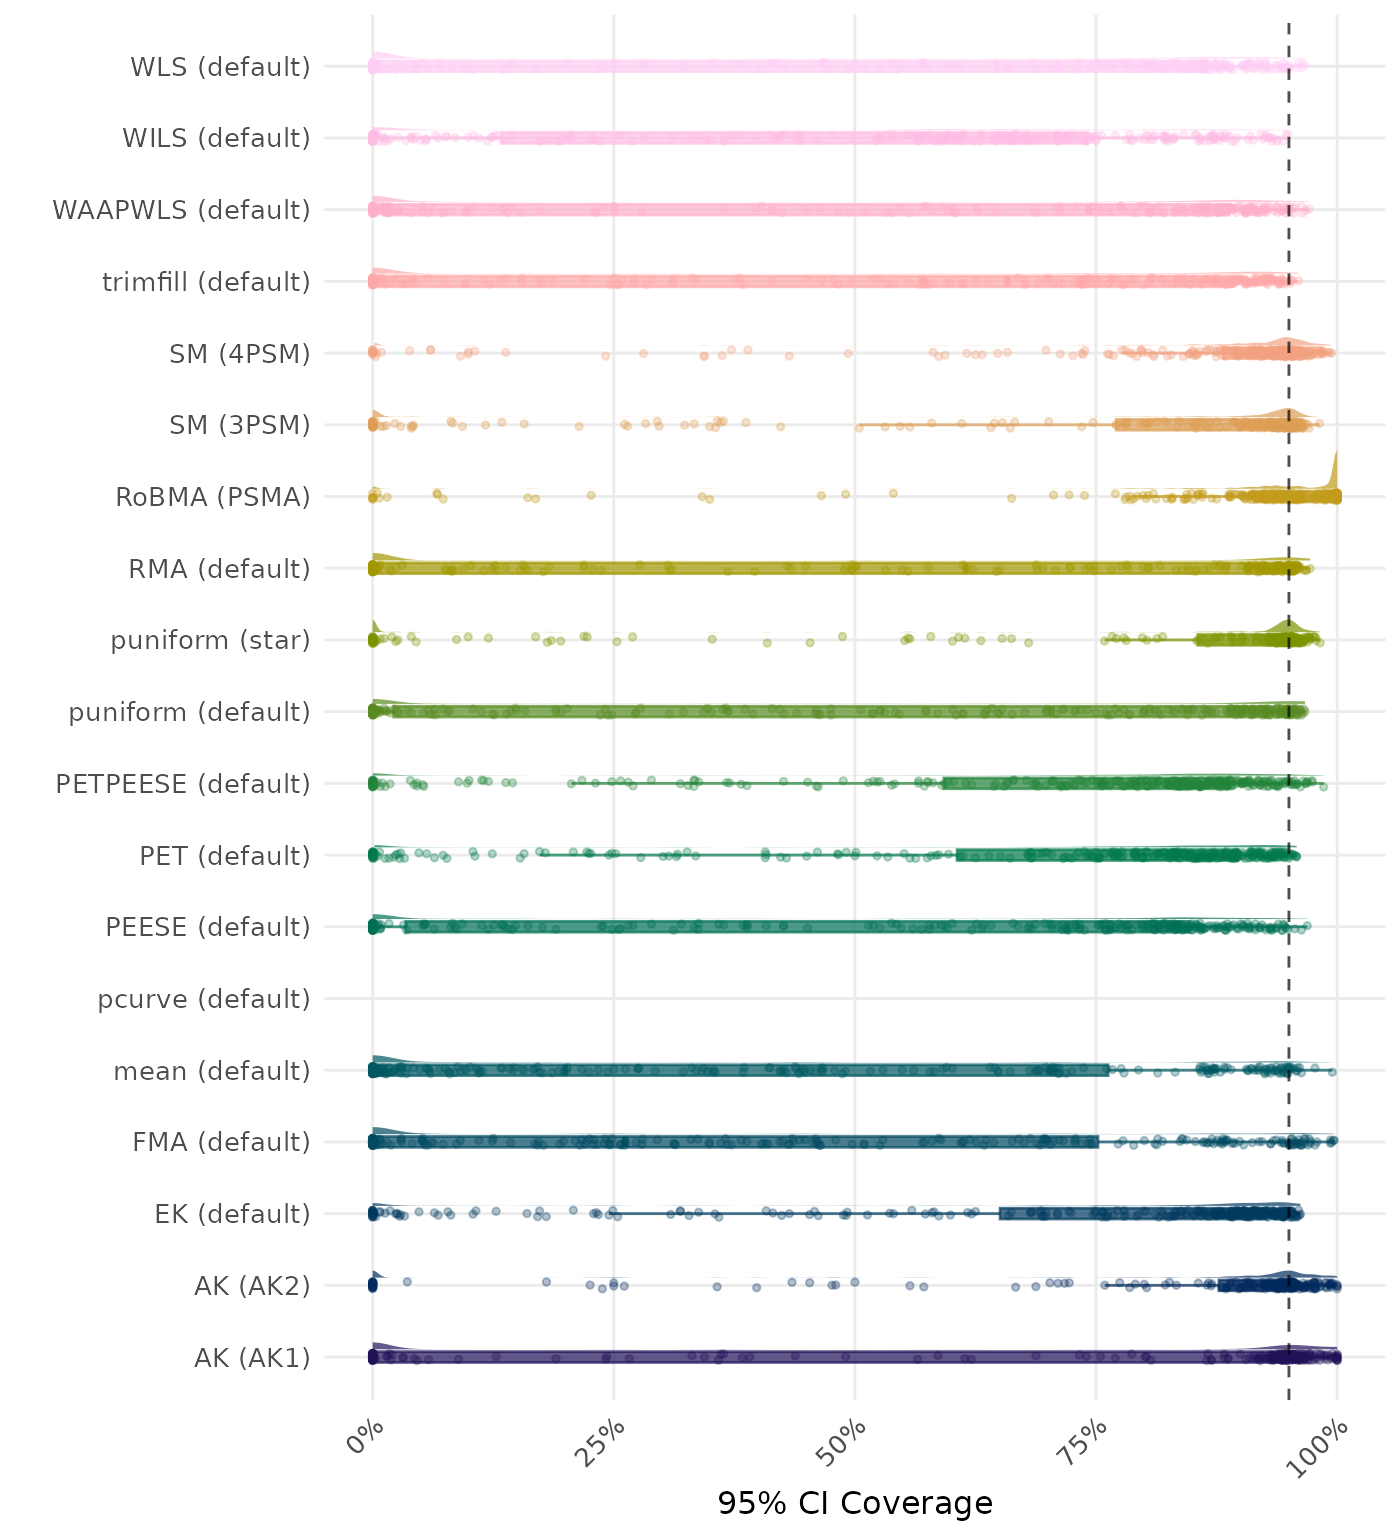 WLS (default)
WILS (default)
WAAPWLS (default)
trimfill (default)
SM (4PSM)
SM (3PSM)
RoBMA (PSMA)
RMA (default)
puniform (star)
puniform (default)
PETPEESE (default)
PET (default)
PEESE (default)
pcurve (default)
mean (default)
FMA (default)
EK (default)
AK (AK2)
AK (AK1)
0%
25%
50%
75%
100%
95% CI Coverage